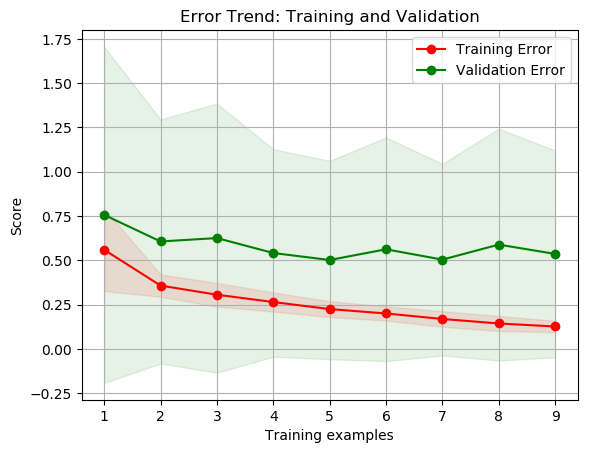 Error Trend: Training and Validation
Training Error
Validation Error
Score
1.75
1.50
1.25
1.00
0.75
0.50
0.25
0.00
−0.25
1 2 3 4 5 6 7 8 9
Training examples